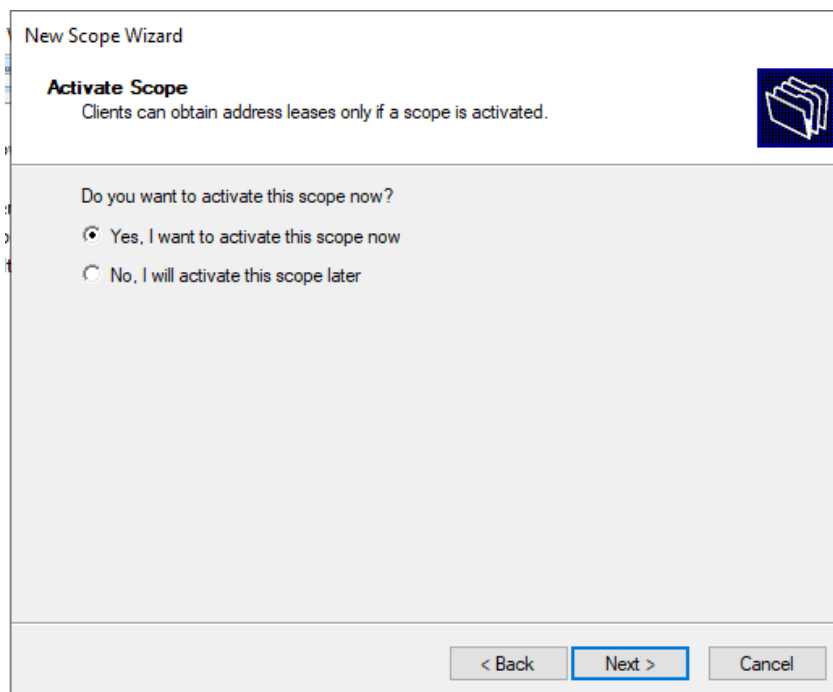 New Scope Wizard
Activate Scope
Clients can obtain address leases only if a scope is activated.
Do you want to activate this scope now?
Yes, I want to activate this scope now
No, I will activate this scope later
< Back
Next >
Cancel